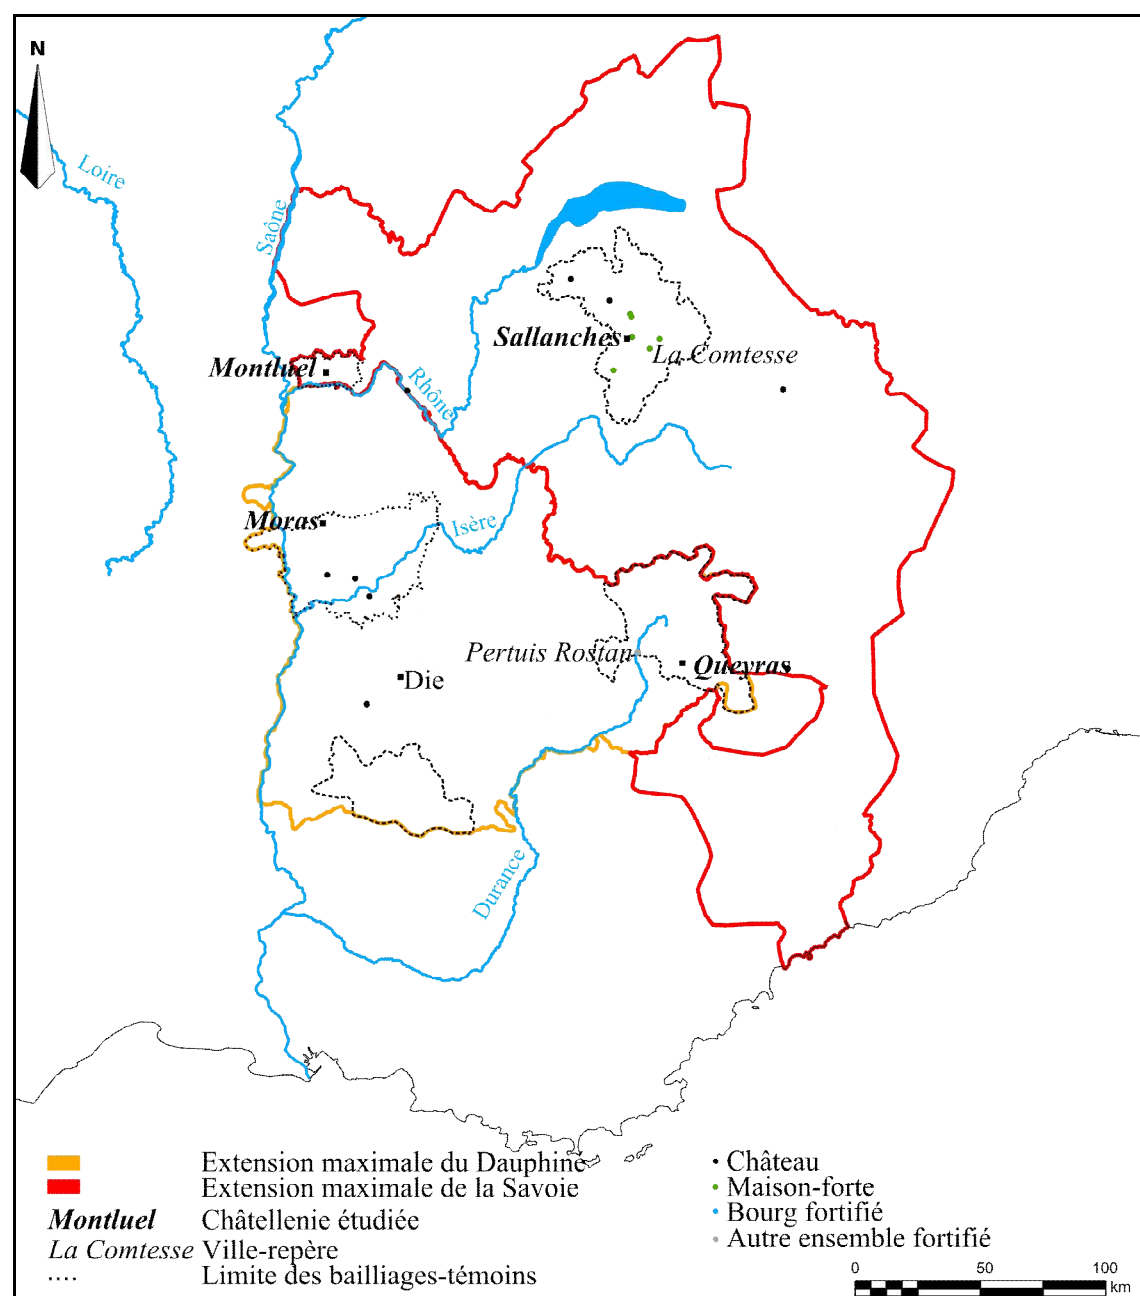 N
Loire
Saône
Sallanches
La Comtesse
Montluel
Rhône
Moras
Isère
Pertuis Rostan
Queyras
Die
Durance
Extension maximale du Dauphiné
Extension maximale de la Savoie
Montluel Châtellenie étudiée
La Comtesse Ville-repère
Limite des bailliages-témoins
Château
Maison-forte
Bourg fortifié
Autre ensemble fortifié
0 50 100
km